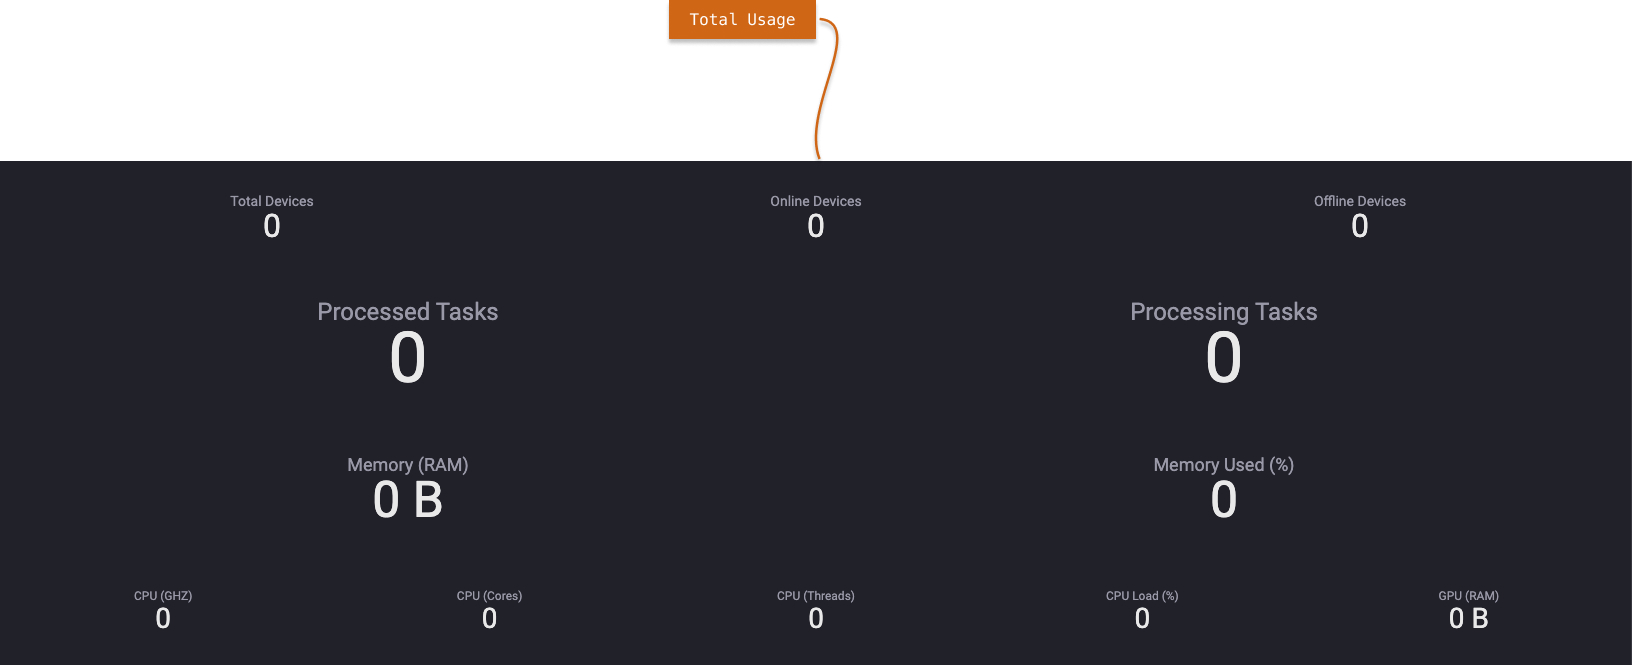 Total Usage
Total Devices
0
Online Devices
0
Offline Devices
0
Processed Tasks
0
Processing Tasks
0
Memory (RAM)
0 B
Memory Used (%)
0
CPU (GHZ)
0
CPU (Cores)
0
CPU (Threads)
0
CPU Load (%)
0
GPU (RAM)
0 B